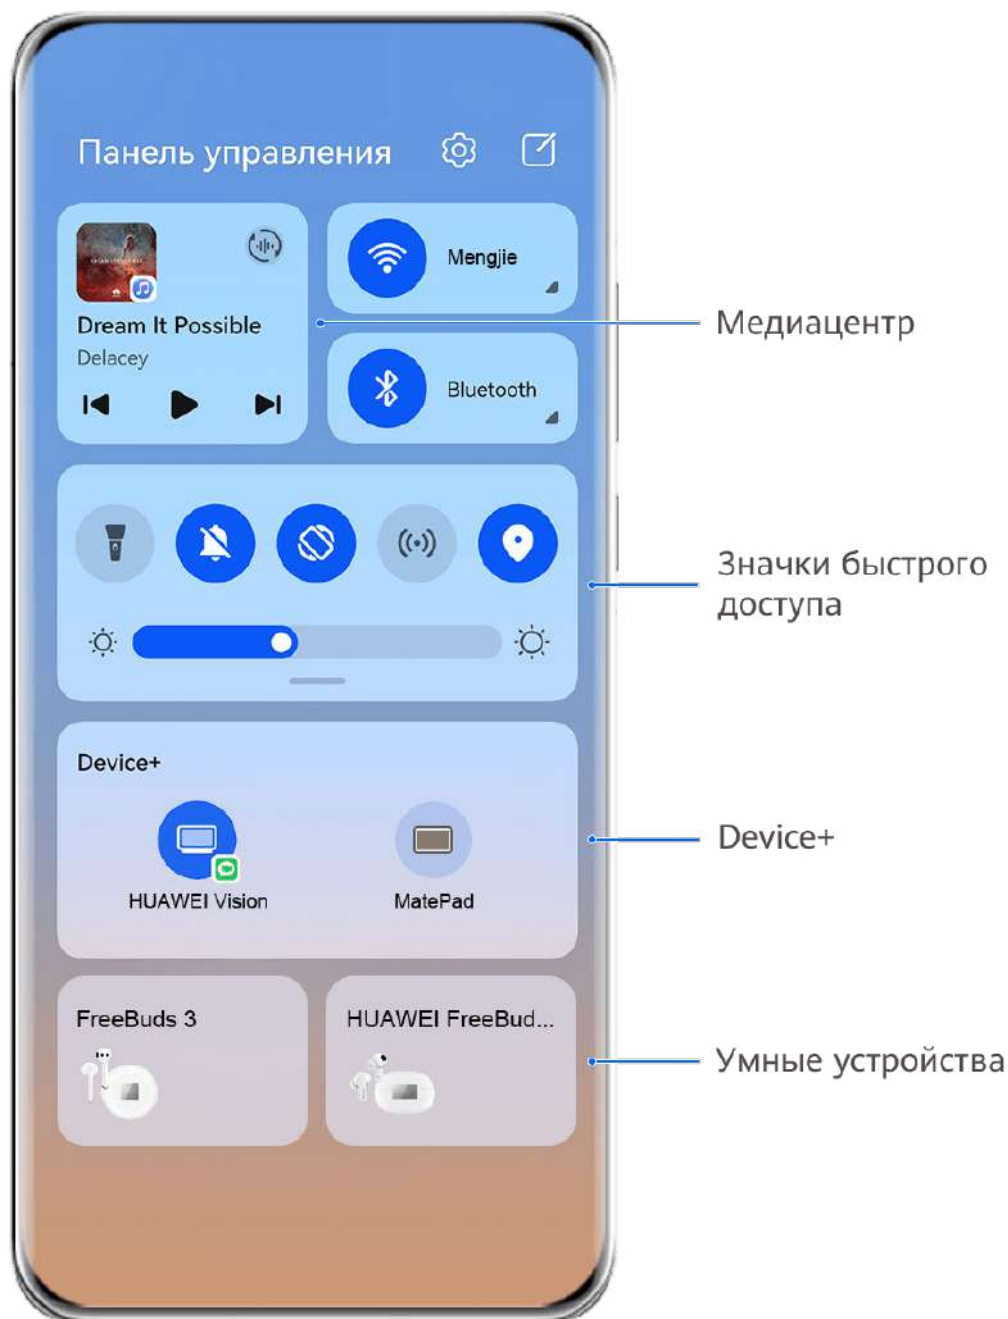 Панель управления
Dream It Possible
Delacey
Mengjie
Bluetooth
Медиацентр
Значки быстрого
доступа
Device+
HUAWEI Vision
MatePad
Device+
FreeBuds 3
HUAWEI FreeBud...
Умные устройства